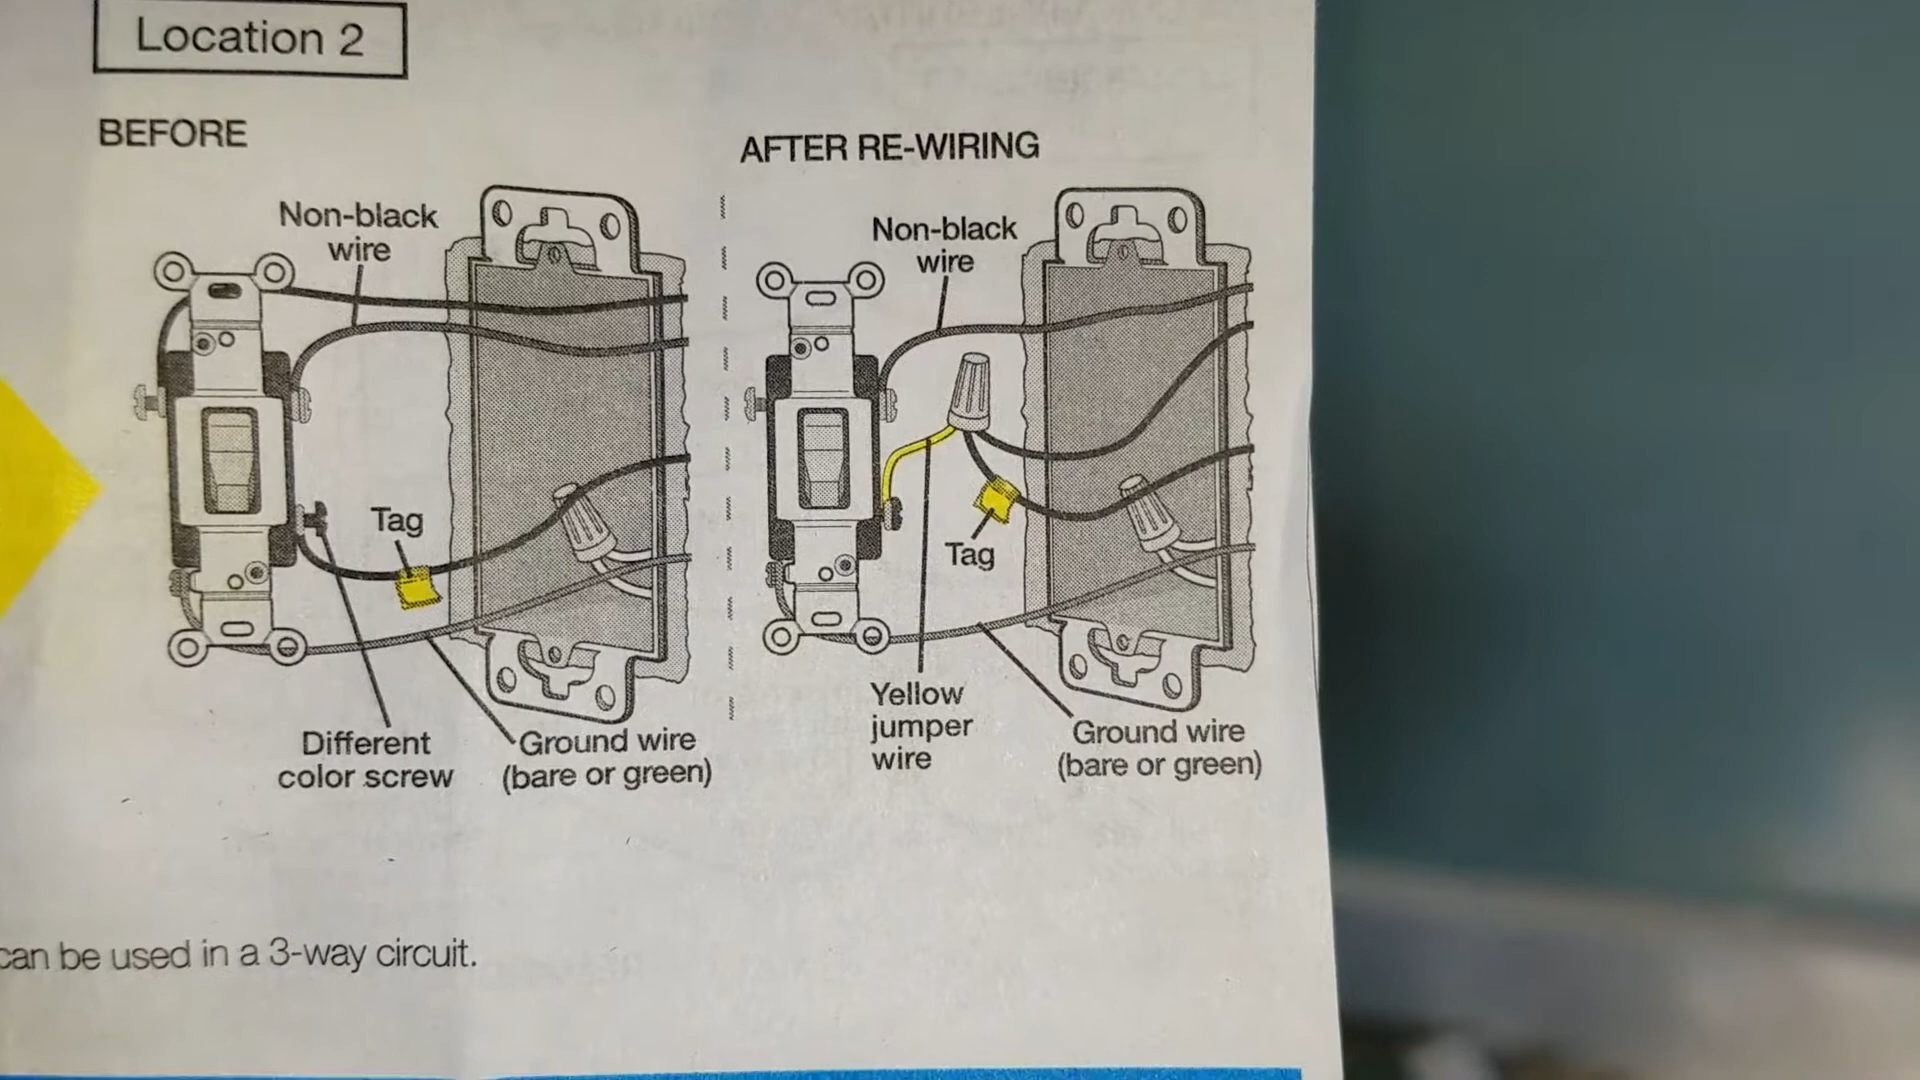 Location 2
BEFORE
AFTER RE-WIRING
Non-black
wire
Tag
Different
color screw
Ground wire
(bare or green)
Non-black
wire
Tag
Yellow
jumper
wire
Ground wire
(bare or green)
can be used in a 3-way circuit.